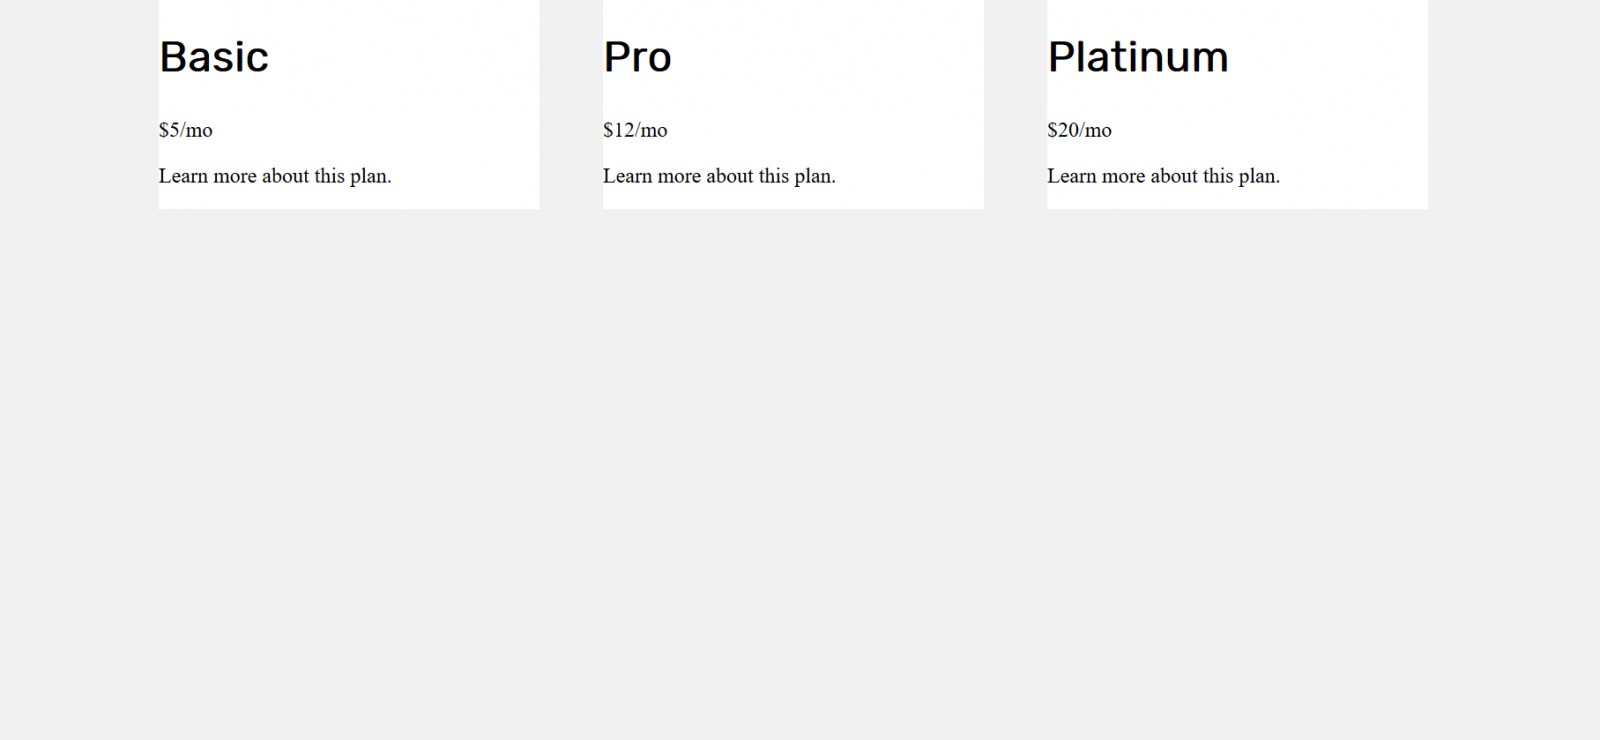 Basic
$5/mo
Learn more about this plan.
Pro
$12/mo
Learn more about this plan.
Platinum
$20/mo
Learn more about this plan.